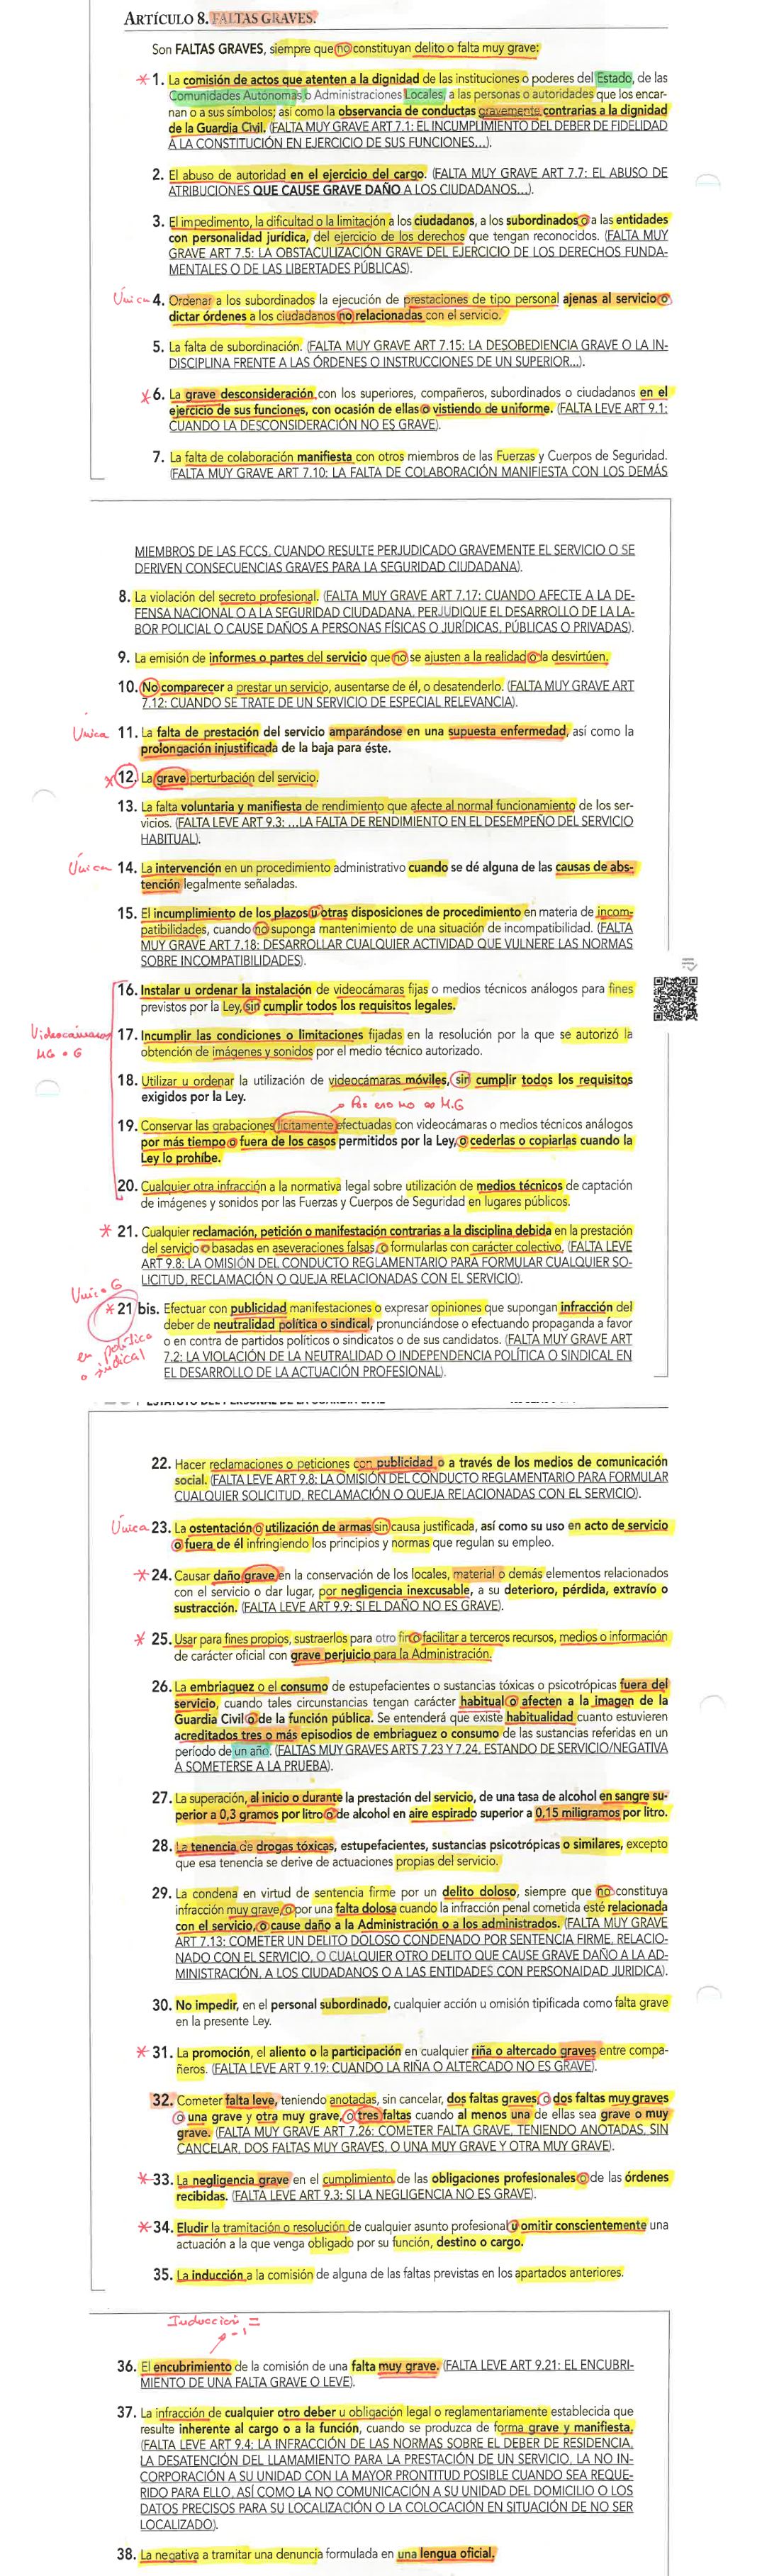 ARTÍCULO 8. FALTAS GRAVES.
Son FALTAS GRAVES, siempre que no constituyan delito o falta muy grave:
* 1. La comisión de actos que atenten a la dignidad de las instituciones o poderes del Estado, de las
Comunidades Autónomas o Administraciones Locales, a las personas o autoridades que los encar-
nan o a sus símbolos; así como la observancia de conductas gravemente contrarias a la dignidad
de la Guardia Civil. (FALTA MUY GRAVE ART 7.1: EL INCUMPLIMIENTO DEL DEBER DE FIDELIDAD
A LA CONSTITUCIÓN EN EJERCICIO DE SUS FUNCIONES...).
2. El abuso de autoridad en el ejercicio del cargo. (FALTA MUY GRAVE ART 7.7: EL ABUSO DE
ATRIBUCIONES QUE CAUSE GRAVE DAÑO A LOS CIUDADANOS...).
3. El impedimento, la dificultad o la limitación a los ciudadanos, a los subordinados o a las entidades
con personalidad jurídica, del ejercicio de los derechos que tengan reconocidos. (FALTA MUY
GRAVE ART 7.5: LA OBSTACULIZACIÓN GRAVE DEL EJERCICIO DE LOS DERECHOS FUNDA-
MENTALES O DE LAS LIBERTADES PÚBLICAS).
Única 4. Ordenar a los subordinados la ejecución de prestaciones de tipo personal ajenas al servicio o
dictar órdenes a los ciudadanos no relacionadas con el servicio.
5. La falta de subordinación. (FALTA MUY GRAVE ART 7.15: LA DESOBEDIENCIA GRAVE O LA IN-
DISCIPLINA FRENTE A LAS ÓRDENES O INSTRUCCIONES DE UN SUPERIOR...).
* 6. La grave desconsideración con los superiores, compañeros, subordinados o ciudadanos en el
ejercicio de sus funciones, con ocasión de ellas o vistiendo de uniforme. (FALTA LEVE ART 9.1:
CUANDO LA DESCONSIDERACIÓN NO ES GRAVE).
7. La falta de colaboración manifiesta con otros miembros de las Fuerzas y Cuerpos de Seguridad.
(FALTA MUY GRAVE ART 7.10: LA FALTA DE COLABORACIÓN MANIFIESTA CON LOS DEMÁS
MIEMBROS DE LAS FCCS, CUANDO RESULTE PERJUDICADO GRAVEMENTE EL SERVICIO O SE
DERIVEN CONSECUENCIAS GRAVES PARA LA SEGURIDAD CIUDADANA).
8. La violación del secreto profesional. (FALTA MUY GRAVE ART 7.17: CUANDO AFECTE A LA DE-
FENSA NACIONAL O A LA SEGURIDAD CIUDADANA, PERJUDIQUE EL DESARROLLO DE LA LA-
BOR POLICIAL O CAUSE DAÑOS A PERSONAS FÍSICAS O JURÍDICAS, PÚBLICAS O PRIVADAS).
9. La emisión de informes o partes del servicio que no se ajusten a la realidad o la desvirtúen.
10. No comparecer a prestar un servicio, ausentarse de él, o desatenderlo. (FALTA MUY GRAVE ART
7.12: CUANDO SE TRATE DE UN SERVICIO DE ESPECIAL RELEVANCIA).
Única 11. La falta de prestación del servicio amparándose en una supuesta enfermedad, así como la
prolongación injustificada de la baja para éste.
* 12. La grave perturbación del servicio.
13. La falta voluntaria y manifiesta de rendimiento que afecte al normal funcionamiento de los ser-
vicios. (FALTA LEVE ART 9.3: ...LA FALTA DE RENDIMIENTO EN EL DESEMPEÑO DEL SERVICIO
HABITUAL).
Única 14. La intervención en un procedimiento administrativo cuando se dé alguna de las causas de abs-
tención legalmente señaladas.
15. El incumplimiento de los plazos u otras disposiciones de procedimiento en materia de incom-
patibilidades, cuando no suponga mantenimiento de una situación de incompatibilidad. (FALTA
MUY GRAVE ART 7.18: DESARROLLAR CUALQUIER ACTIVIDAD QUE VULNERE LAS NORMAS
SOBRE INCOMPATIBILIDADES).
16. Instalar u ordenar la instalación de videocámaras fijas o medios técnicos análogos para fines
previstos por la Ley, sin cumplir todos los requisitos legales.
Videocámaras
MG o G
17. Incumplir las condiciones o limitaciones fijadas en la resolución por la que se autorizó la
obtención de imágenes y sonidos por el medio técnico autorizado.
18. Utilizar u ordenar la utilización de videocámaras móviles, sin cumplir todos los requisitos
exigidos por la Ley.
Por eso no es M.G
19. Conservar las grabaciones lícitamente efectuadas con videocámaras o medios técnicos análogos
por más tiempo o fuera de los casos permitidos por la Ley, o cederlas o copiarlas cuando la
Ley lo prohíbe.
20. Cualquier otra infracción a la normativa legal sobre utilización de medios técnicos de captación
de imágenes y sonidos por las Fuerzas y Cuerpos de Seguridad en lugares públicos.
* 21. Cualquier reclamación, petición o manifestación contrarias a la disciplina debida en la prestación
del servicio o basadas en aseveraciones falsas, o formularlas con carácter colectivo. (FALTA LEVE
ART 9.8: LA OMISIÓN DEL CONDUCTO REGLAMENTARIO PARA FORMULAR CUALQUIER SO-
LICITUD, RECLAMACIÓN O QUEJA RELACIONADAS CON EL SERVICIO).
Única G
en política
o sindical
* 21 bis. Efectuar con publicidad manifestaciones o expresar opiniones que supongan infracción del
deber de neutralidad política o sindical, pronunciándose o efectuando propaganda a favor
o en contra de partidos políticos o sindicatos o de sus candidatos. (FALTA MUY GRAVE ART
7.2: LA VIOLACIÓN DE LA NEUTRALIDAD O INDEPENDENCIA POLÍTICA O SINDICAL EN
EL DESARROLLO DE LA ACTUACIÓN PROFESIONAL).
22. Hacer reclamaciones o peticiones con publicidad o a través de los medios de comunicación
social. (FALTA LEVE ART 9.8: LA OMISIÓN DEL CONDUCTO REGLAMENTARIO PARA FORMULAR
CUALQUIER SOLICITUD, RECLAMACIÓN O QUEJA RELACIONADAS CON EL SERVICIO).
Única 23. La ostentación o utilización de armas sin causa justificada, así como su uso en acto de servicio
o fuera de él infringiendo los principios y normas que regulan su empleo.
* 24. Causar daño grave en la conservación de los locales, material o demás elementos relacionados
con el servicio o dar lugar, por negligencia inexcusable, a su deterioro, pérdida, extravío o
sustracción. (FALTA LEVE ART 9.9: SI EL DAÑO NO ES GRAVE).
* 25. Usar para fines propios, sustraerlos para otro fin o facilitar a terceros recursos, medios o información
de carácter oficial con grave perjuicio para la Administración.
26. La embriaguez o el consumo de estupefacientes o sustancias tóxicas o psicotrópicas fuera del
servicio, cuando tales circunstancias tengan carácter habitual o afecten a la imagen de la
Guardia Civil o de la función pública. Se entenderá que existe habitualidad cuanto estuvieren
acreditados tres o más episodios de embriaguez o consumo de las sustancias referidas en un
período de un año. (FALTAS MUY GRAVES ARTS 7.23 Y 7.24, ESTANDO DE SERVICIO/NEGATIVA
A SOMETERSE A LA PRUEBA).
27. La superación, al inicio o durante la prestación del servicio, de una tasa de alcohol en sangre su-
perior a 0,3 gramos por litro o de alcohol en aire espirado superior a 0,15 miligramos por litro.
28. La tenencia de drogas tóxicas, estupefacientes, sustancias psicotrópicas o similares, excepto
que esa tenencia se derive de actuaciones propias del servicio.
29. La condena en virtud de sentencia firme por un delito doloso, siempre que no constituya
infracción muy grave, o por una falta dolosa cuando la infracción penal cometida esté relacionada
con el servicio, o cause daño a la Administración o a los administrados. (FALTA MUY GRAVE
ART 7.13: COMETER UN DELITO DOLOSO CONDENADO POR SENTENCIA FIRME, RELACIO-
NADO CON EL SERVICIO, O CUALQUIER OTRO DELITO QUE CAUSE GRAVE DAÑO A LA AD-
MINISTRACIÓN, A LOS CIUDADANOS O A LAS ENTIDADES CON PERSONAIDAD JURIDICA).
30. No impedir, en el personal subordinado, cualquier acción u omisión tipificada como falta grave
en la presente Ley.
* 31. La promoción, el aliento o la participación en cualquier riña o altercado graves entre compa-
ñeros. (FALTA LEVE ART 9.19: CUANDO LA RIÑA O ALTERCADO NO ES GRAVE).
32. Cometer falta leve, teniendo anotadas, sin cancelar, dos faltas graves, o dos faltas muy graves
o una grave y otra muy grave, o tres faltas cuando al menos una de ellas sea grave o muy
grave. (FALTA MUY GRAVE ART 7.26: COMETER FALTA GRAVE, TENIENDO ANOTADAS, SIN
CANCELAR, DOS FALTAS MUY GRAVES, O UNA MUY GRAVE Y OTRA MUY GRAVE).
* 33. La negligencia grave en el cumplimiento de las obligaciones profesionales o de las órdenes
recibidas. (FALTA LEVE ART 9.3: SI LA NEGLIGENCIA NO ES GRAVE).
* 34. Eludir la tramitación o resolución de cualquier asunto profesional u omitir conscientemente una
actuación a la que venga obligado por su función, destino o cargo.
35. La inducción a la comisión de alguna de las faltas previstas en los apartados anteriores.
Inducción =
36. El encubrimiento de la comisión de una falta muy grave. (FALTA LEVE ART 9.21: EL ENCUBRI-
MIENTO DE UNA FALTA GRAVE O LEVE).
37. La infracción de cualquier otro deber u obligación legal o reglamentariamente establecida que
resulte inherente al cargo o a la función, cuando se produzca de forma grave y manifiesta.
(FALTA LEVE ART 9.4: LA INFRACCIÓN DE LAS NORMAS SOBRE EL DEBER DE RESIDENCIA,
LA DESATENCIÓN DEL LLAMAMIENTO PARA LA PRESTACIÓN DE UN SERVICIO, LA NO IN-
CORPORACIÓN A SU UNIDAD CON LA MAYOR PRONTITUD POSIBLE CUANDO SEA REQUE-
RIDO PARA ELLO, ASÍ COMO LA NO COMUNICACIÓN A SU UNIDAD DEL DOMICILIO O LOS
DATOS PRECISOS PARA SU LOCALIZACIÓN O LA COLOCACIÓN EN SITUACIÓN DE NO SER
LOCALIZADO).
38. La negativa a tramitar una denuncia formulada en una lengua oficial.